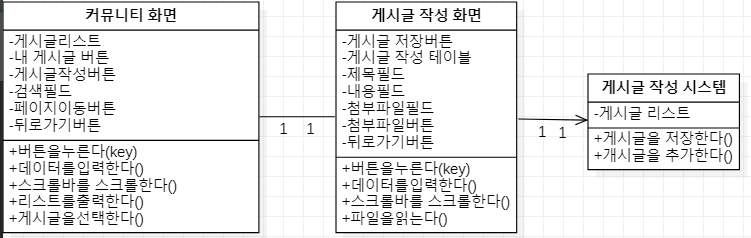 커뮤니티 화면
-게시글리스트
-내 게시글 버튼
-게시글작성버튼
-검색필드
-페이지이동버튼
-뒤로가기버튼
+버튼을누른다(key)
+데이터를입력한다()
+스크롤바를 스크롤한다()
+리스트를출력한다()
+게시글을선택한다()
1 1
게시글 작성 화면
-게시글 저장버튼
-게시글 작성 테이블
-제목필드
-내용필드
-첨부파일필드
-첨부파일버튼
-뒤로가기버튼
+버튼을누른다(key)
+데이터를입력한다()
+스크롤바를 스크롤한다()
+파일을읽는다()
1 1
게시글 작성 시스템
-게시글 리스트
+게시글을 저장한다()
+개시글을 추가한다()